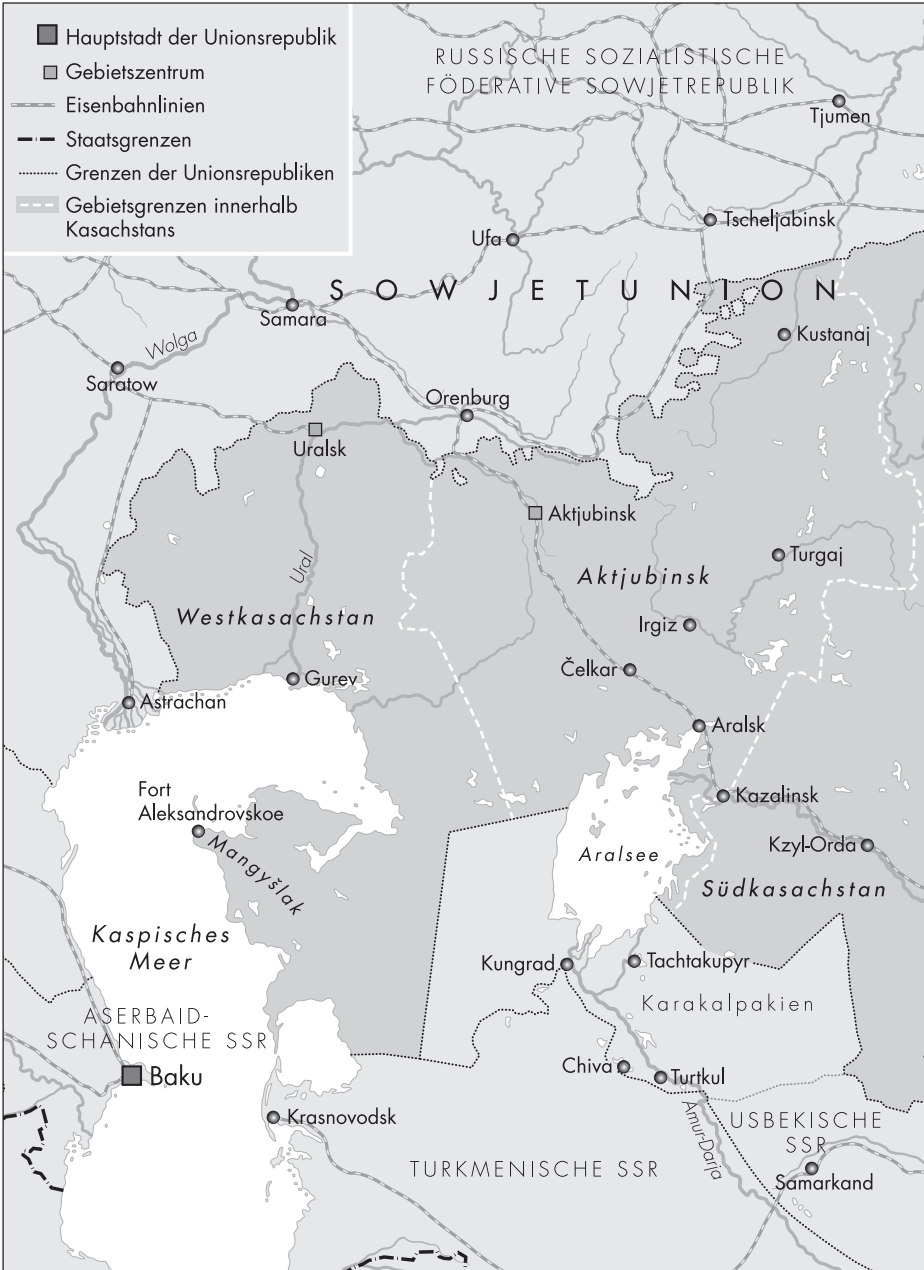 Hauptstadt der Unionsrepublik
Gebietszentrum
Eisenbahnlinien
Staatsgrenzen
Grenzen der Unionsrepubliken
Gebietsgrenzen innerhalb
Kasachstans
RUSSISCHE SOZIALISTISCHE
FÖDERATIVE SOWJETREPUBLIK
Tjumen
Tscheljabinsk
Ufa
SOWJETUNION
Samara
Kustanaj
Wolga
Saratow
Orenburg
Uralsk
Aktjubinsk
Turgaj
Ural
Aktjubinsk
Westkasachstan
Irgiz
Čelkar
Gurev
Astrachan
Aralsk
Fort
Aleksandrovskoe
Kazalinsk
Mangyšlak
Aralsee
Kzyl-Orda
Südkasachstan
Kaspisches
Meer
Kungrad
Tachtakupyr
Karakalpakien
ASERBAID-
SCHANISCHE SSR
Baku
Chiva
Turtkul
Krasnovodsk
Amur-Darja
USBEKISCHE
SSR
TURKMENISCHE SSR
Samarkand